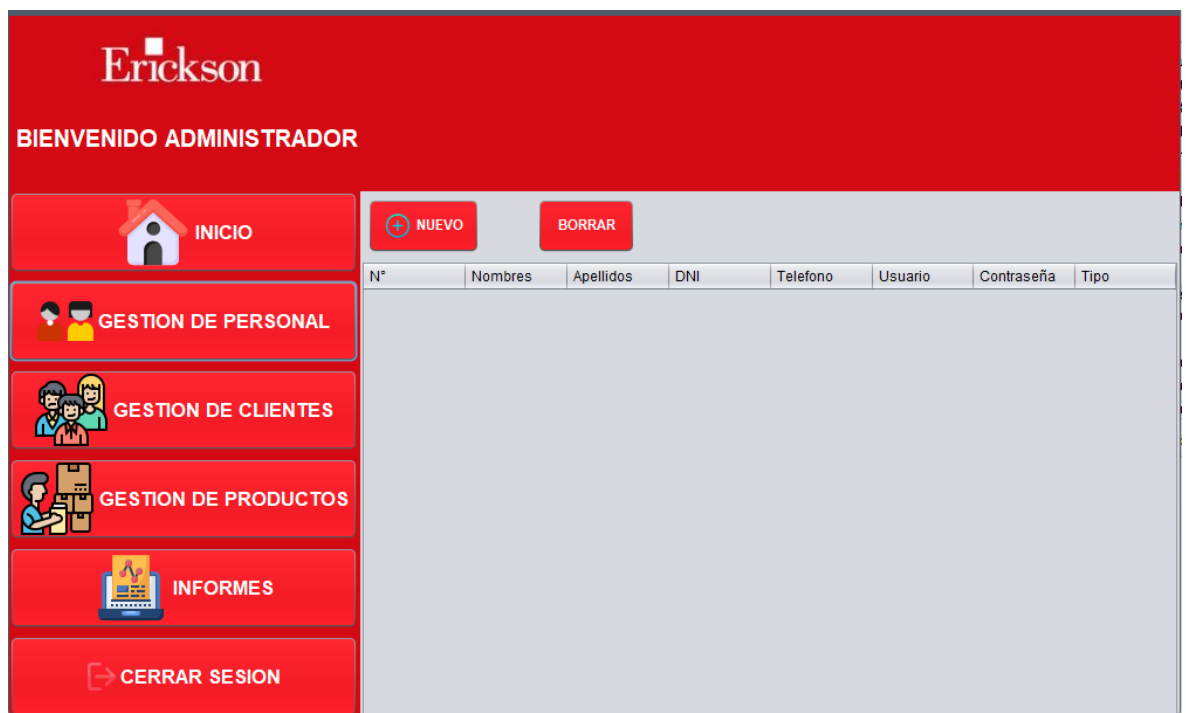 Erickson
BIENVENIDO ADMINISTRADOR
INICIO
NUEVO BORRAR
N° Nombres Apellidos DNI Telefono Usuario Contraseña Tipo
GESTION DE PERSONAL
GESTION DE CLIENTES
GESTION DE PRODUCTOS
INFORMES
CERRAR SESION